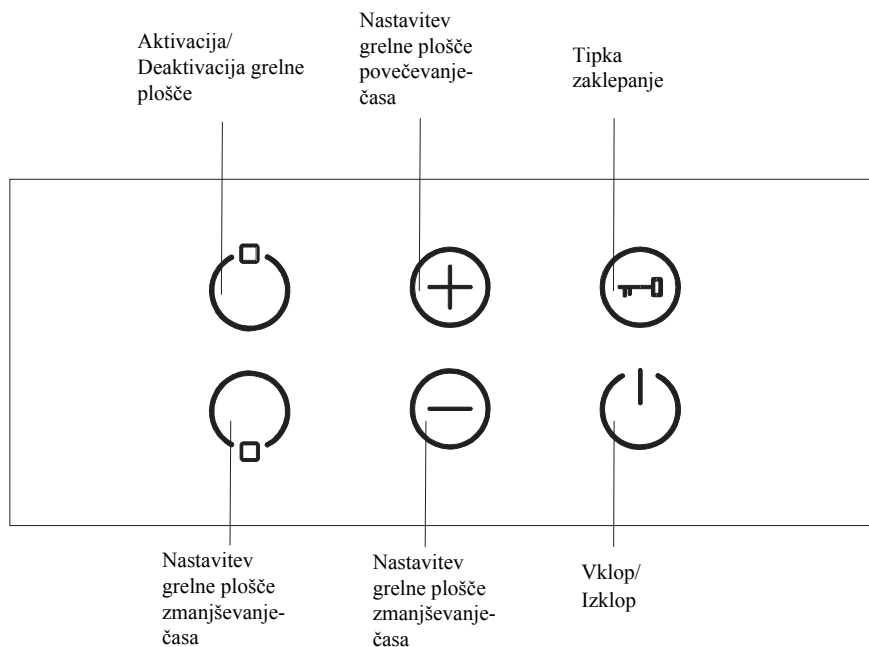 Aktivacija/
Deaktivacija grelne
plošče
Nastavitev
grelne plošče
povečevanje-
časa
Tipka
zaklepanje
Nastavitev
grelne plošče
zmanjševanje-
časa
Nastavitev
grelne plošče
zmanjševanje-
časa
Vklop/
Izklop